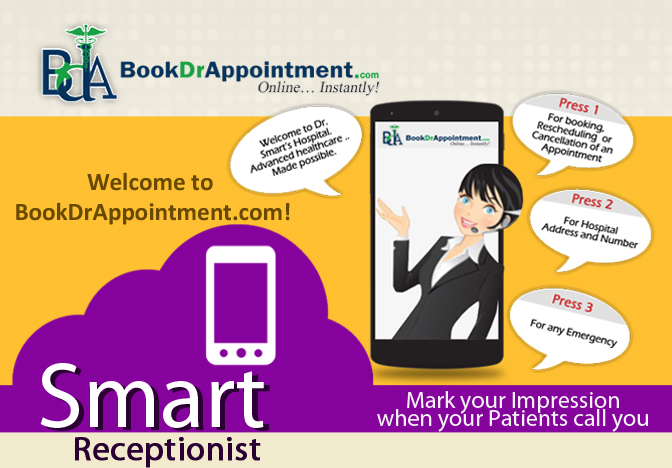 BdA BookDrAppointment.com
Online... Instantly!
Welcome to
BookDrAppointment.com!
Welcome to Dr.
Smart's Hospital.
Advanced healthcare ..
Made possible.
BdA BookDrAppointment.com
Online... Instantly!
Press 1
For booking,
Rescheduling or
Cancellation of an
Appointment
Press 2
For Hospital
Address and Number
Press 3
For any Emergency
Smart
Receptionist
Mark your Impression
when your Patients call you